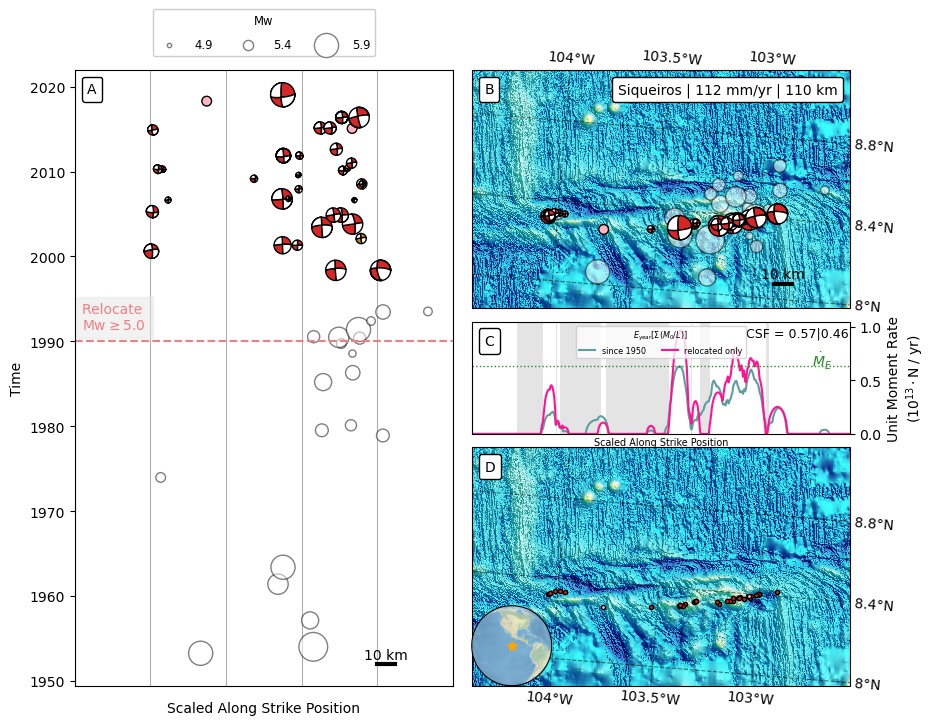 Mw
4.9 5.4 5.9
A
2020
2010
2000
1990
1980
1970
1960
1950
Time
Relocate
Mw ≥ 5.0
10 km
Scaled Along Strike Position
104°W 103.5°W 103°W
B
Siqueiros | 112 mm/yr | 110 km
10 km
8.8°N
8.4°N
8°N
C
E_year[Σ(M₀/L)]
since 1950 relocated only
CSF = 0.57|0.46
Ṁ_E
1.0
0.5
0.0
Unit Moment Rate
(10¹³ · N / yr)
Scaled Along Strike Position
D
8.8°N
8.4°N
8°N
104°W 103.5°W 103°W